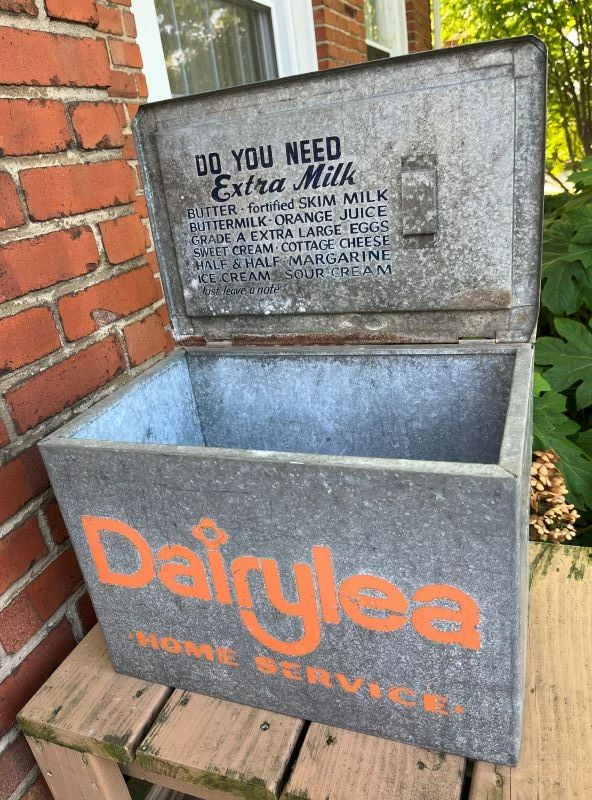 DO YOU NEED
Extra Milk
BUTTER · fortified SKIM MILK
BUTTERMILK · ORANGE JUICE
GRADE A EXTRA LARGE EGGS
SWEET CREAM · COTTAGE CHEESE
HALF & HALF · MARGARINE
ICE CREAM · SOUR CREAM
Just leave a note
Dairylea
·HOME SERVICE·